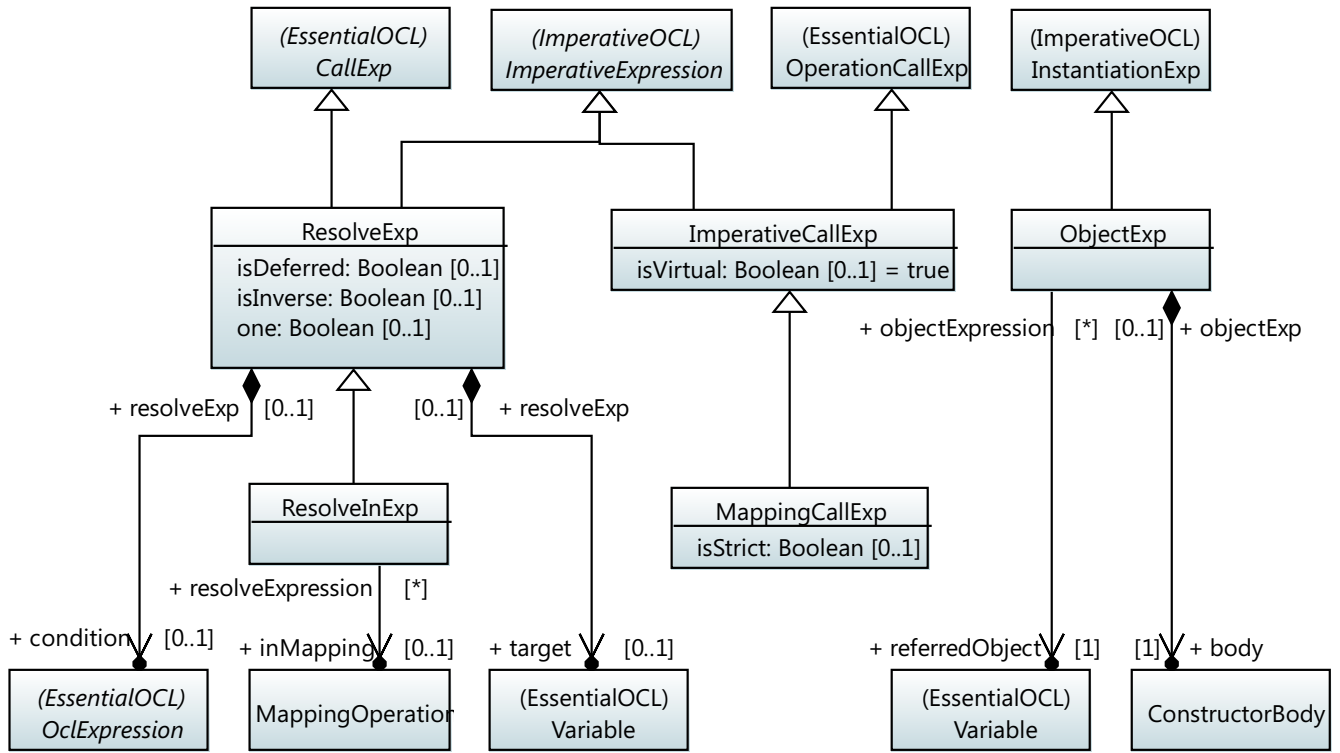 (EssentialOCL)
CallExp
(ImperativeOCL)
ImperativeExpression
(EssentialOCL)
OperationCallExp
(ImperativeOCL)
InstantiationExp
ResolveExp
isDeferred: Boolean [0..1]
isInverse: Boolean [0..1]
one: Boolean [0..1]
ImperativeCallExp
isVirtual: Boolean [0..1] = true
ObjectExp
+ objectExpression [*] [0..1] + objectExp
+ resolveExp [0..1] [0..1] + resolveExp
ResolveInExp
MappingCallExp
isStrict: Boolean [0..1]
+ resolveExpression [*]
+ condition [0..1] + inMapping [0..1] + target [0..1] + referredObject [1] [1] + body
(EssentialOCL)
OclExpression
MappingOperation
(EssentialOCL)
Variable
(EssentialOCL)
Variable
ConstructorBody